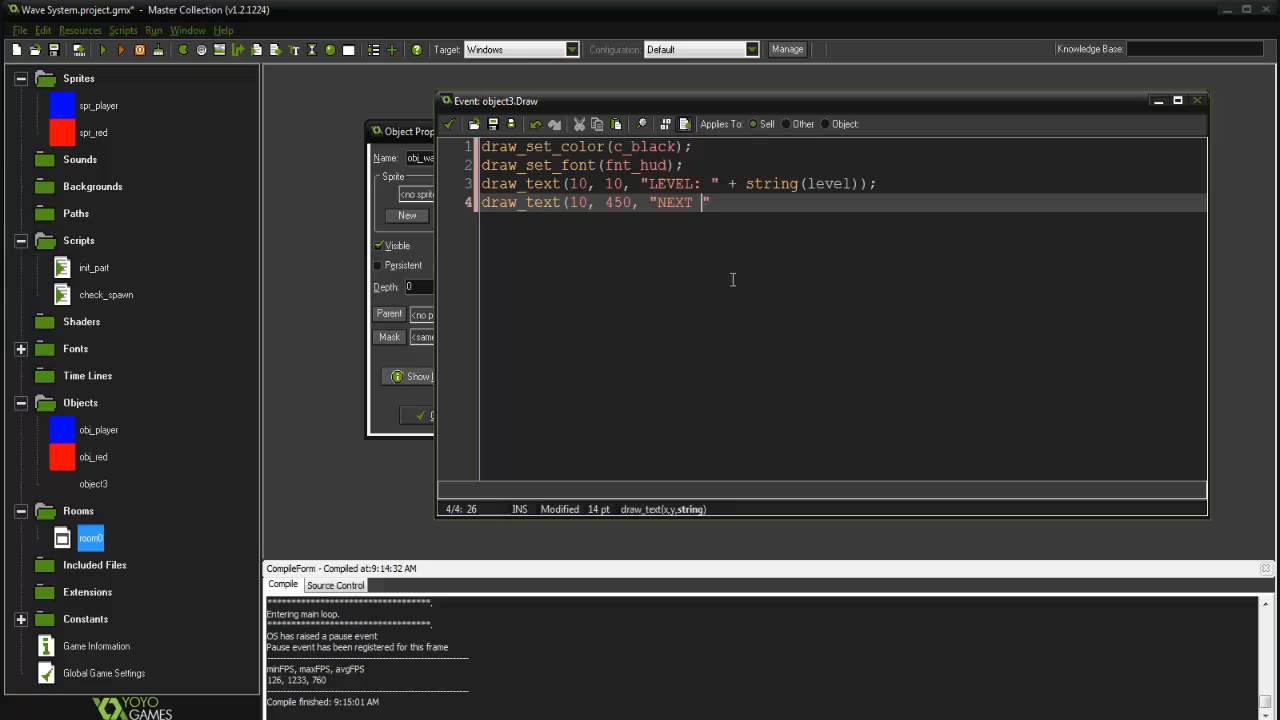 Wave System.project.gmx* - Master Collection (v1.2.1224)
File Edit Resources Scripts Run Window Help
Target: Windows Configuration: Default Manage Knowledge Base:
Sprites
spr_player
spr_red
Sounds
Backgrounds
Paths
Scripts
init_part
check_spawn
Shaders
Fonts
Time Lines
Objects
obj_player
obj_red
object3
Rooms
room0
Included Files
Extensions
Constants
Game Information
Global Game Settings
YOYO
GAMES
Object Prop
Name: obj_wa
Sprite
<no sprite
New
Visible
Persistent
Depth: 0
Parent <no p
Mask <same
Show I
Event: object3.Draw
Applies To: Self Other Object:
1 draw_set_color(c_black);
2 draw_set_font(fnt_hud);
3 draw_text(10, 10, "LEVEL: " + string(level));
4 draw_text(10, 450, "NEXT "
4/4: 26 INS Modified 14 pt draw_text(x,y,string)
CompileForm - Compiled at:9:14:32 AM
Compile Source Control
***********************************.
Entering main loop.
***********************************.
OS has raised a pause event
Pause event has been registered for this frame
--------------------------------------------------
minFPS, maxFPS, avgFPS
126, 1233, 760
--------------------------------------------------
Compile finished: 9:15:01 AM